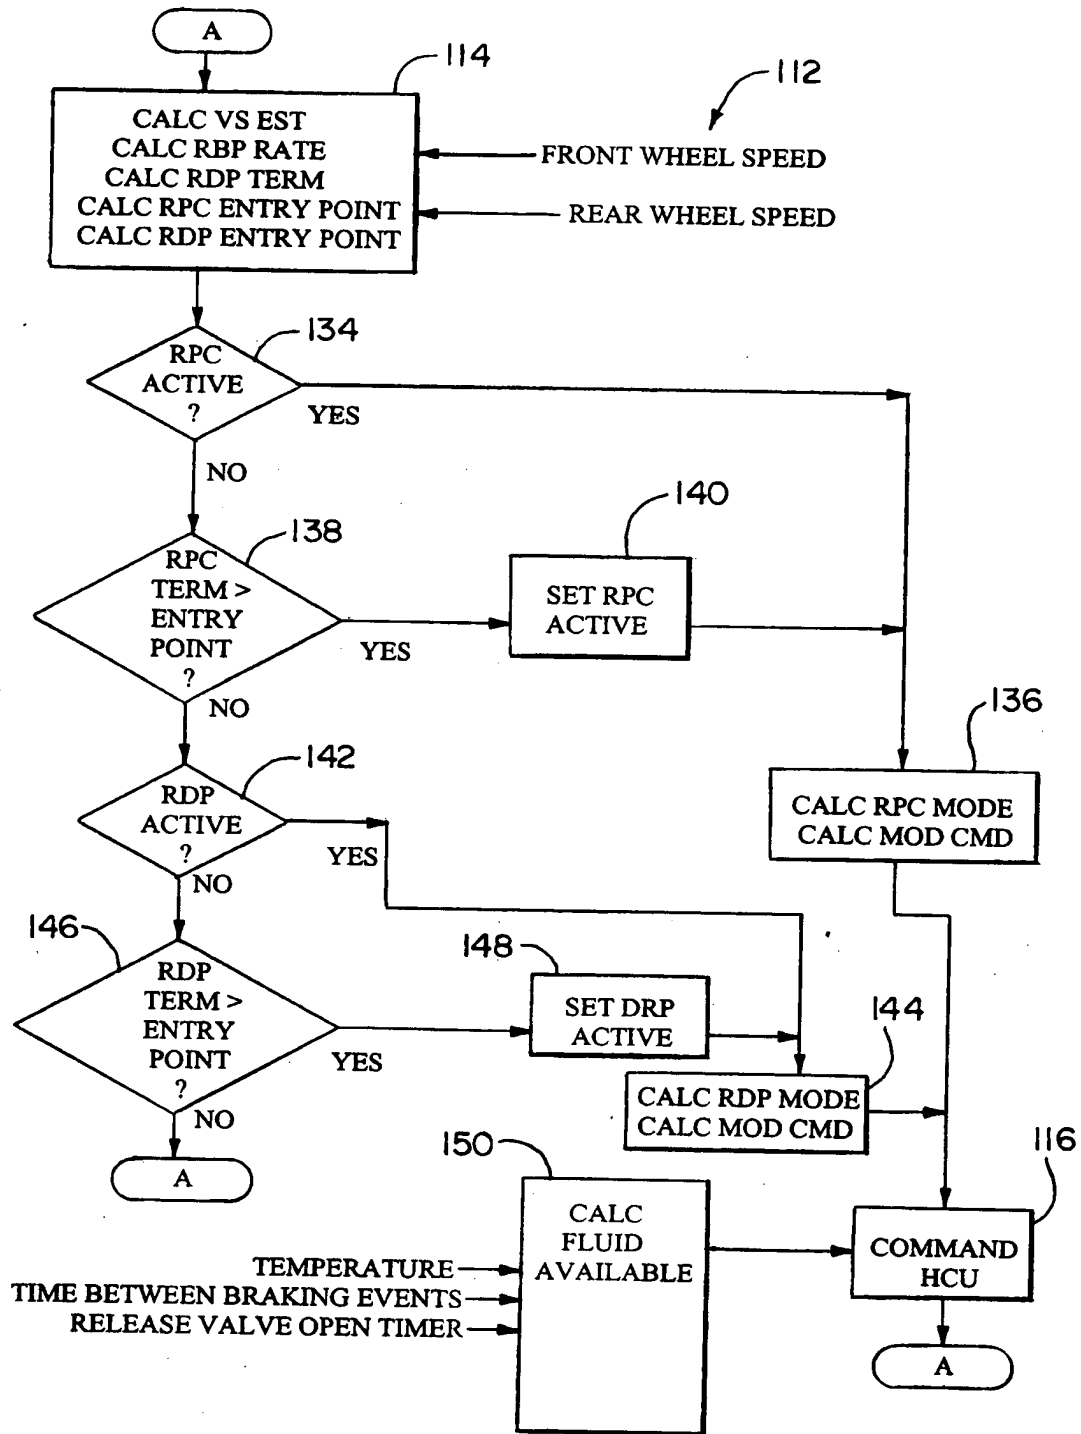 A
114
112
CALC VS EST
CALC RBP RATE
CALC RDP TERM
CALC RPC ENTRY POINT
CALC RDP ENTRY POINT
FRONT WHEEL SPEED
REAR WHEEL SPEED
134
RPC
ACTIVE
?
YES
NO
138
RPC
TERM >
ENTRY
POINT
?
YES
NO
140
SET RPC
ACTIVE
136
CALC RPC MODE
CALC MOD CMD
142
RDP
ACTIVE
?
YES
NO
146
RDP
TERM >
ENTRY
POINT
?
YES
NO
A
148
SET DRP
ACTIVE
144
CALC RDP MODE
CALC MOD CMD
150
CALC
FLUID
AVAILABLE
TEMPERATURE
TIME BETWEEN BRAKING EVENTS
RELEASE VALVE OPEN TIMER
116
COMMAND
HCU
A